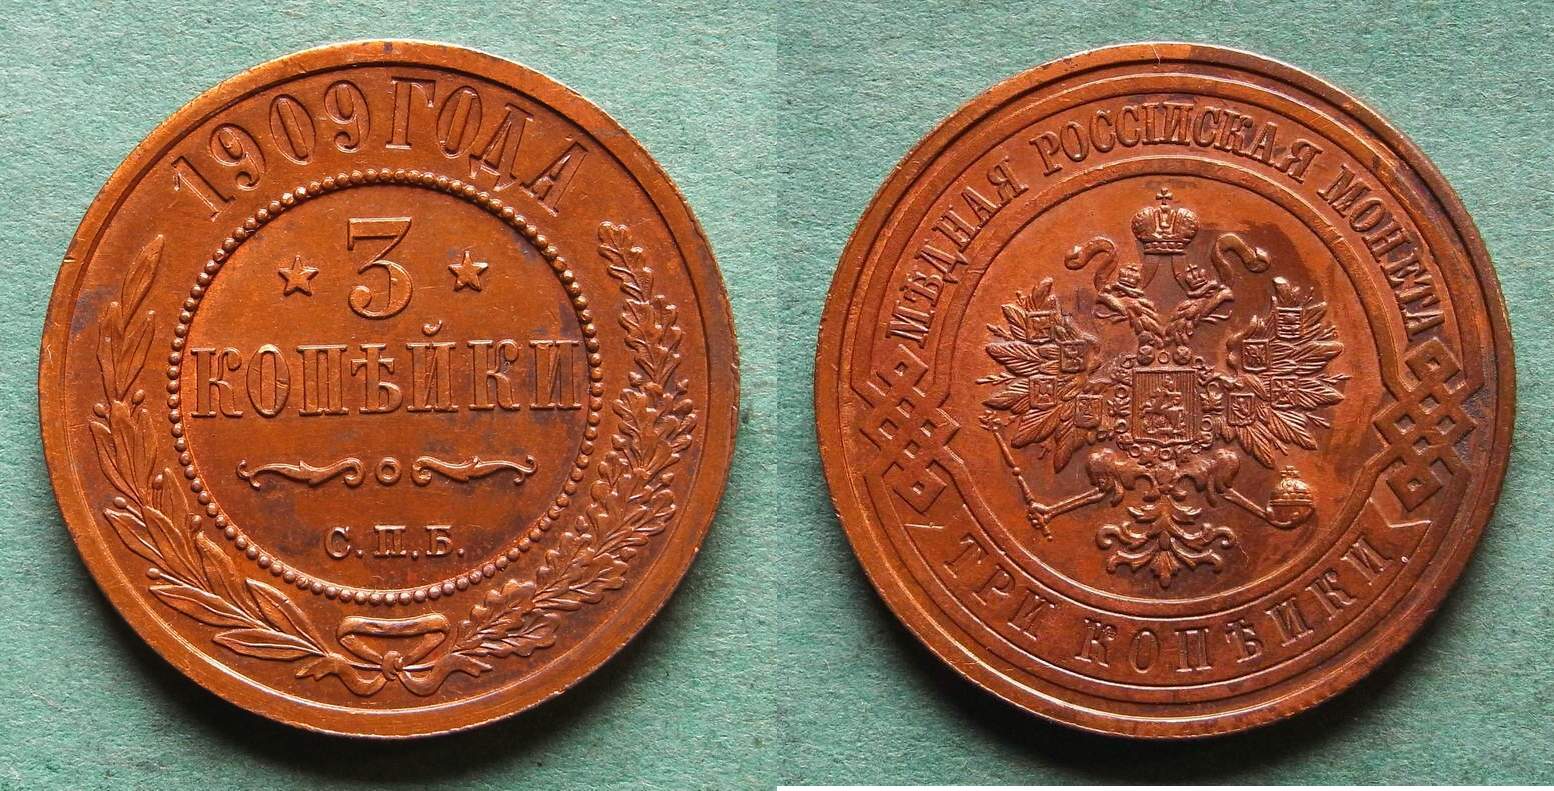 1909 ГОДА
3
КОПѢЙКИ
С.П.Б.
МѢДНАЯ РОССІЙСКАЯ МОНЕТА
ТРИ КОПѢЙКИ